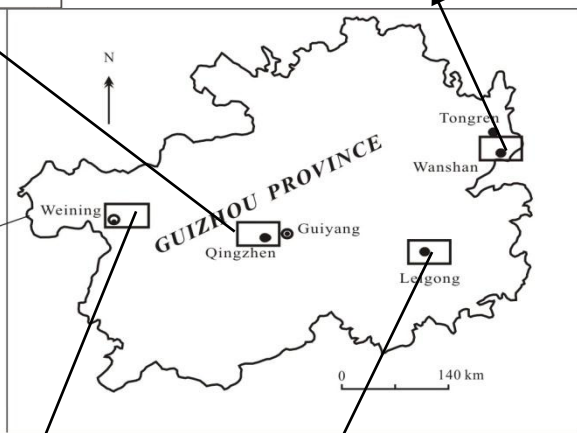 N
Tongren
Wanshan
GUIZHOU PROVINCE
Weining
Guiyang
Qingzhen
Leigong
0 140 km